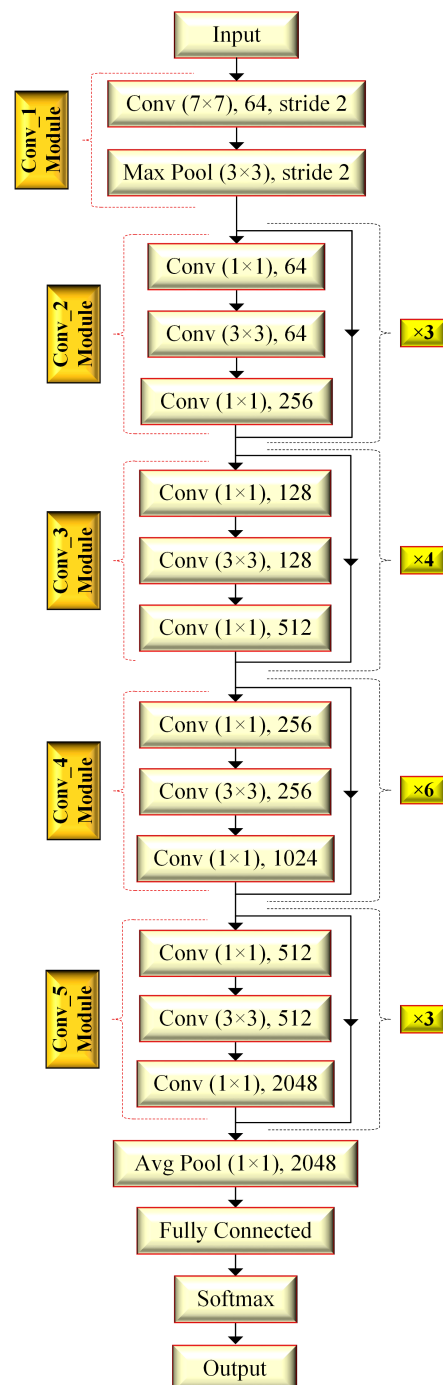 Input
Conv_1
Module
Conv (7×7), 64, stride 2
Max Pool (3×3), stride 2
Conv_2
Module
Conv (1×1), 64
Conv (3×3), 64
Conv (1×1), 256
×3
Conv_3
Module
Conv (1×1), 128
Conv (3×3), 128
Conv (1×1), 512
×4
Conv_4
Module
Conv (1×1), 256
Conv (3×3), 256
Conv (1×1), 1024
×6
Conv_5
Module
Conv (1×1), 512
Conv (3×3), 512
Conv (1×1), 2048
×3
Avg Pool (1×1), 2048
Fully Connected
Softmax
Output